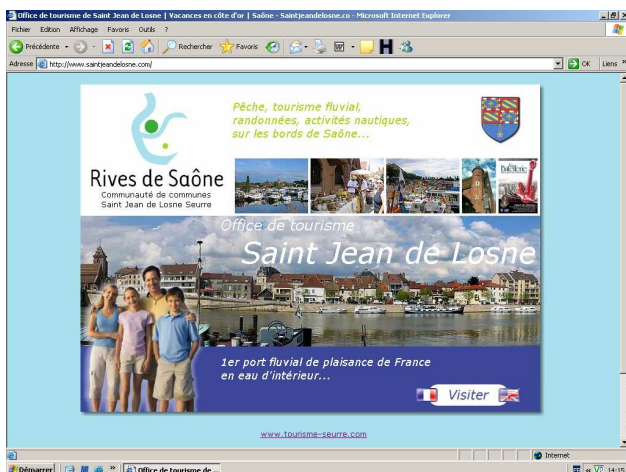 Office de tourisme de Saint Jean de Losne | Vacances en côte d'or | Saône - Saintjeandelosne.co - Microsoft Internet Explorer
Fichier Edition Affichage Favoris Outils ?
Précédente Rechercher Favoris
Adresse http://www.saintjeandelosne.com/ OK Liens
Pêche, tourisme fluvial,
randonnées, activités nautiques,
sur les bords de Saône...
Rives de Saône
Communauté de communes
Saint Jean de Losne Seurre
Office de tourisme
Saint Jean de Losne
1er port fluvial de plaisance de France
en eau d'intérieur...
Visiter
www.tourisme-seurre.com
Internet
Démarrer Office de tourisme de ... 14:15